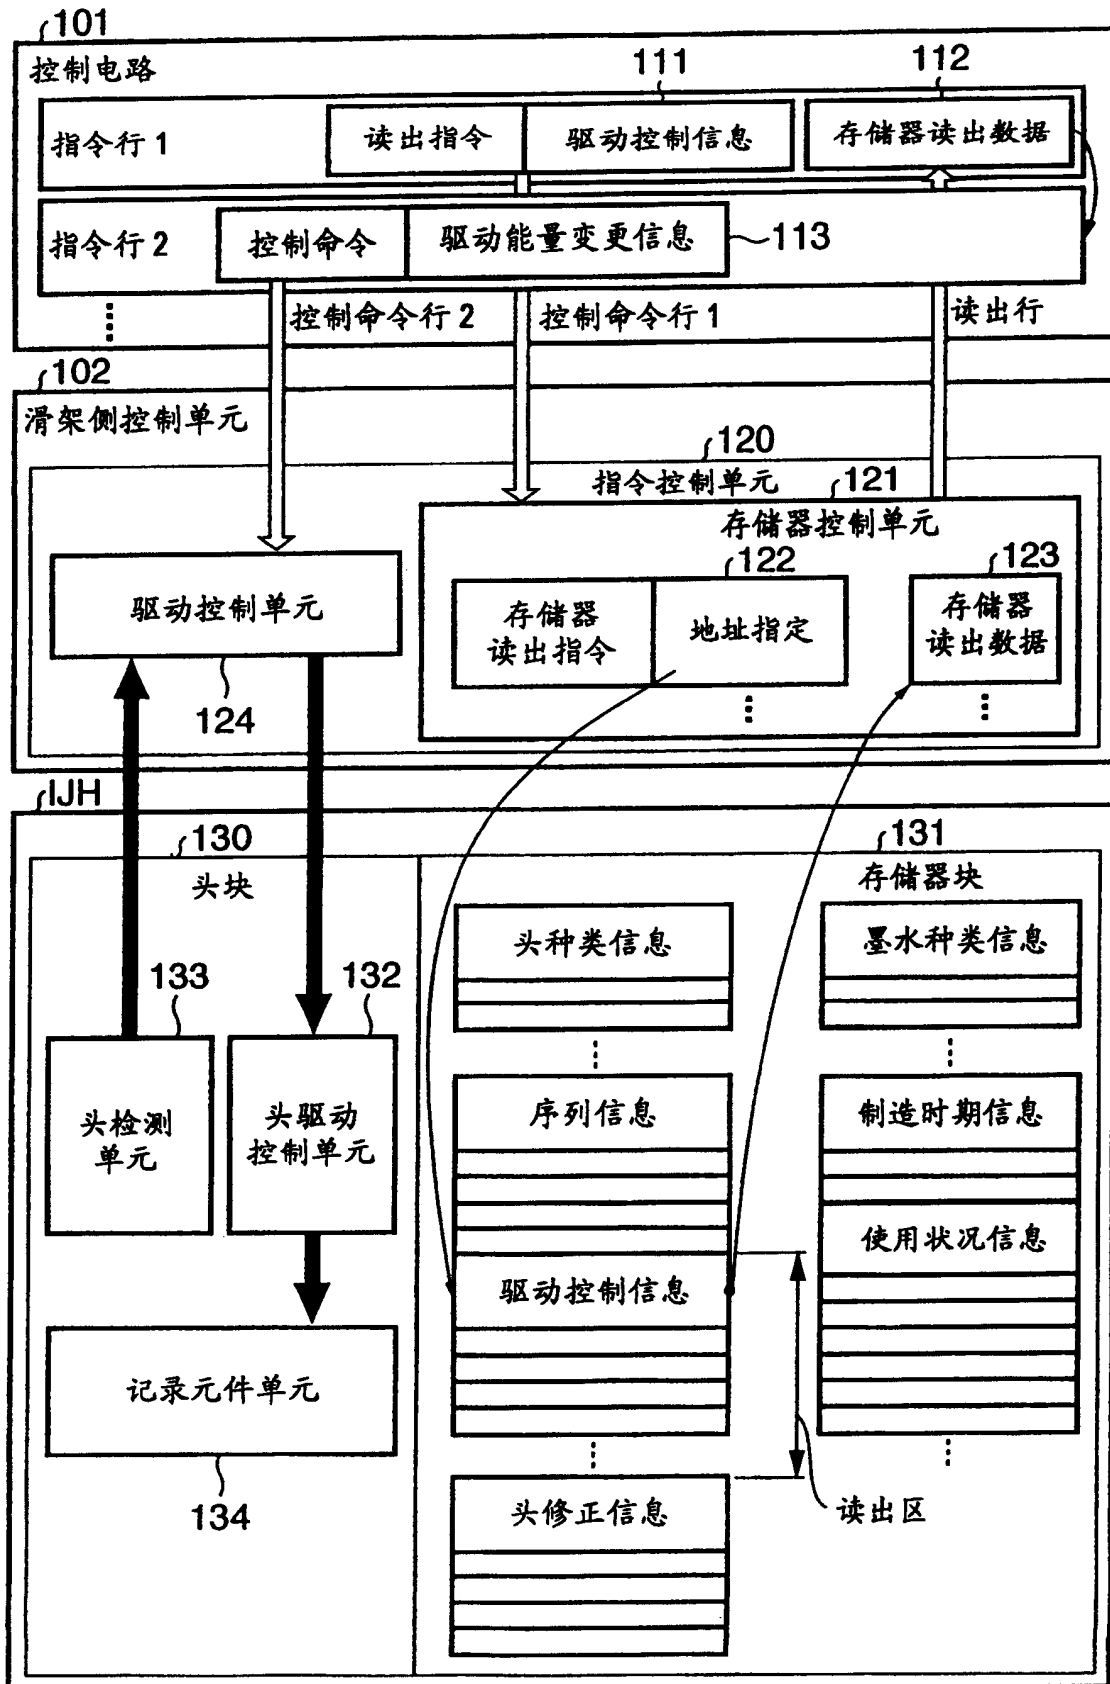 101
控制电路
111
112
指令行1
读出指令
驱动控制信息
存储器读出数据
指令行2
控制命令
驱动能量变更信息
113
控制命令行2
控制命令行1
读出行
102
滑架侧控制单元
120
指令控制单元
121
存储器控制单元
122
123
驱动控制单元
存储器
读出指令
地址指定
存储器
读出数据
124
IJH
130
头块
131
存储器块
头种类信息
墨水种类信息
133
132
头检测
单元
头驱动
控制单元
序列信息
制造时期信息
使用状况信息
驱动控制信息
记录元件单元
134
头修正信息
读出区